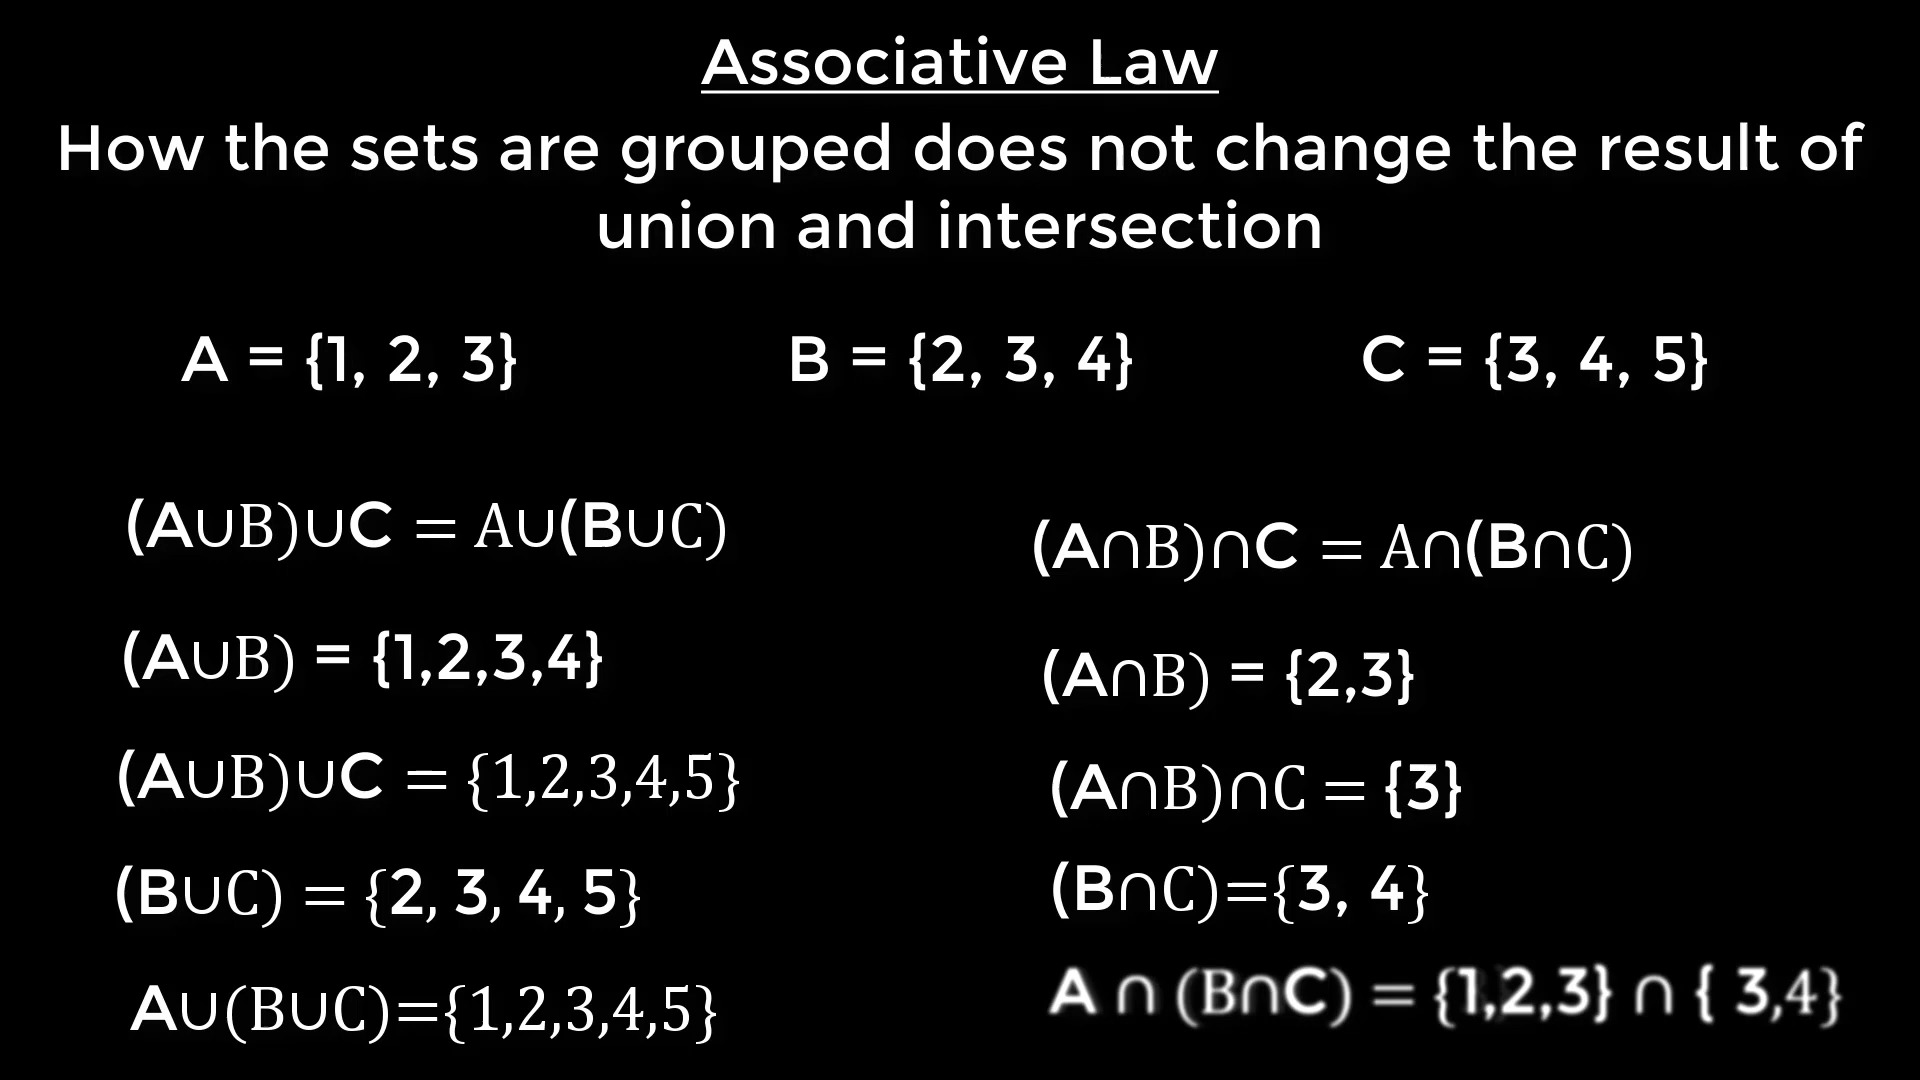 Associative Law
How the sets are grouped does not change the result of
union and intersection
A = {1, 2, 3}
B = {2, 3, 4}
C = {3, 4, 5}
(A∪B)∪C = A∪(B∪C)
(A∪B) = {1,2,3,4}
(A∪B)∪C = {1,2,3,4,5}
(B∪C) = {2, 3, 4, 5}
A∪(B∪C)={1,2,3,4,5}
(A∩B)∩C = A∩(B∩C)
(A∩B) = {2,3}
(A∩B)∩C = {3}
(B∩C)={3, 4}
A ∩ (B∩C) = {1,2,3} ∩ { 3,4}